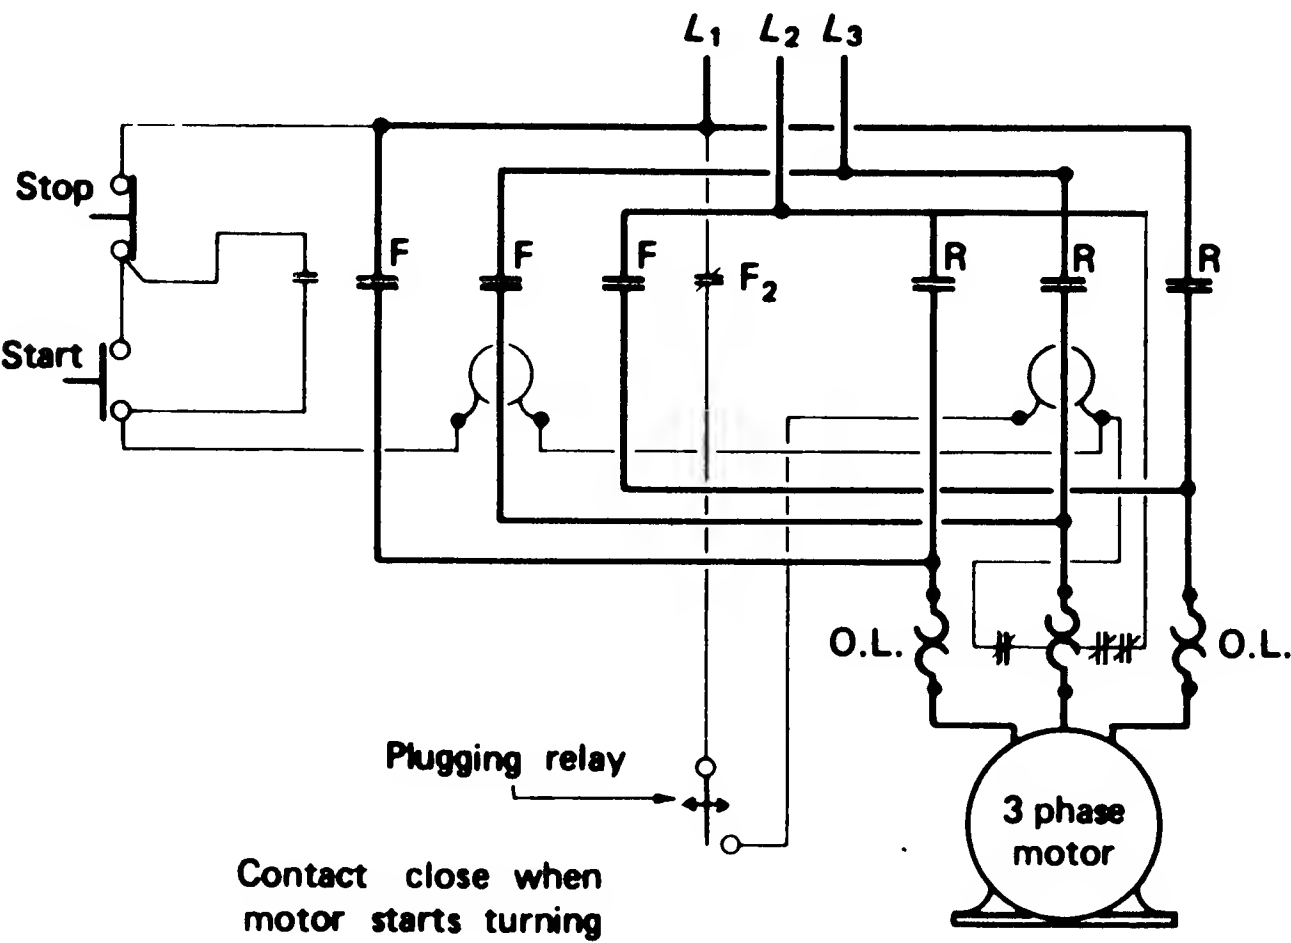 L1 L2 L3
Stop
F F F F2 R R R
Start
O.L. O.L.
Plugging relay
3 phase
motor
Contact close when
motor starts turning